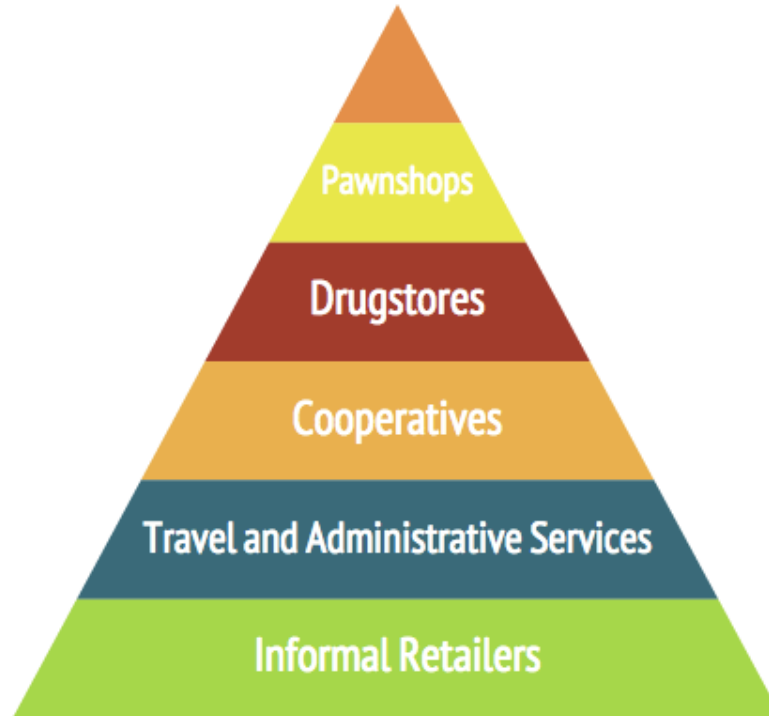 Pawnshops
Drugstores
Cooperatives
Travel and Administrative Services
Informal Retailers